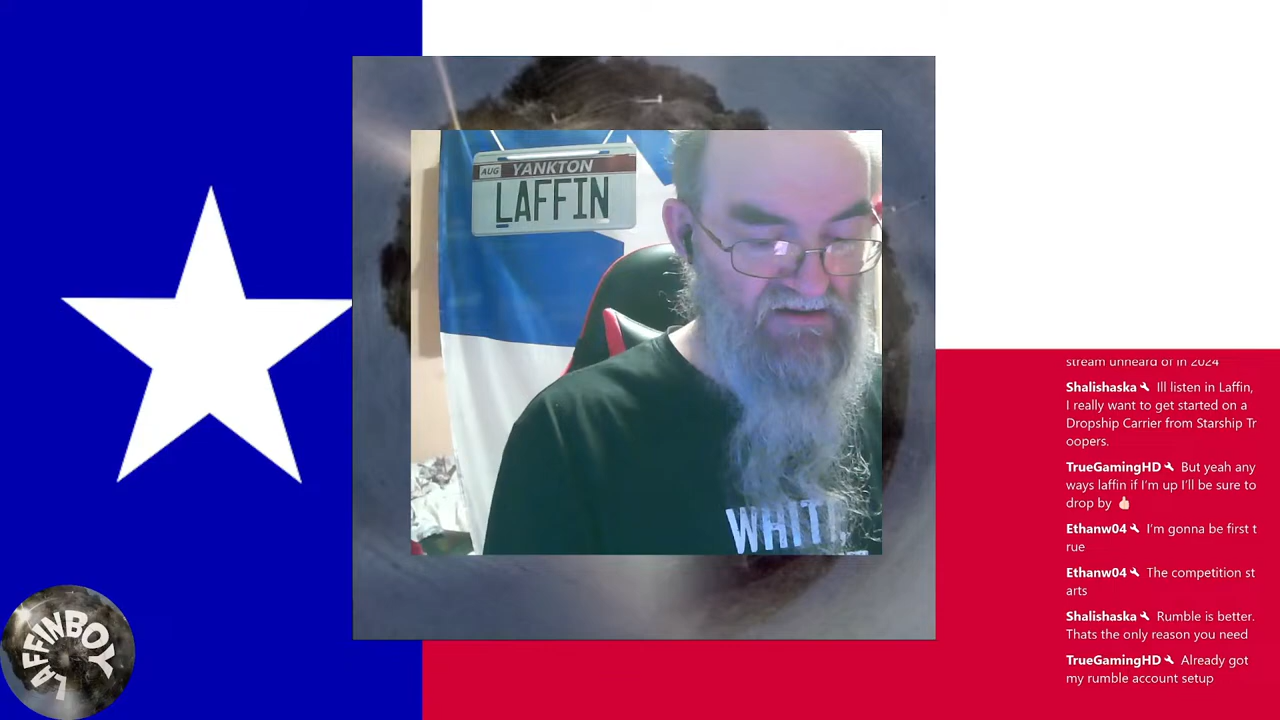 AUG YANKTON
LAFFIN
WHIT
stream unheard of in 2024
Shalishaska Ill listen in Laffin,
I really want to get started on a
Dropship Carrier from Starship Tr
oopers.
TrueGamingHD But yeah any
ways laffin if I'm up I'll be sure to
drop by 👍🏻
Ethanw04 I'm gonna be first t
rue
Ethanw04 The competition st
arts
Shalishaska Rumble is better.
Thats the only reason you need
TrueGamingHD Already got
my rumble account setup
LAFFINBOY